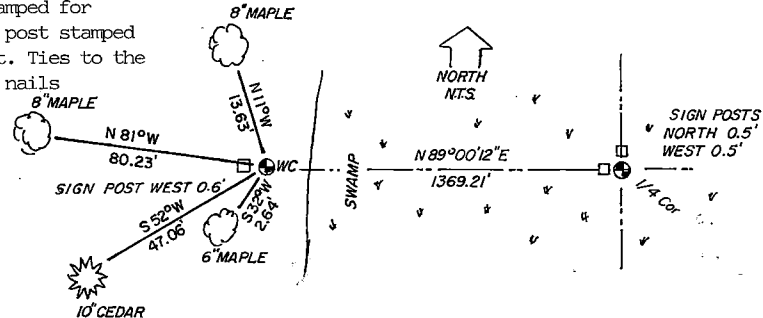 amped for
post stamped
t. Ties to the
nails
8"MAPLE
8"MAPLE
N 11° W
13.63'
N 81° W
80.23'
WC
SIGN POST WEST 0.6'
S 52° W
47.06'
S 32° W
2.64'
6"MAPLE
10"CEDAR
SWAMP
NORTH
N.T.S.
N 89° 00' 12" E
1369.21'
SIGN POSTS
NORTH 0.5'
WEST 0.5'
1/4 Cor